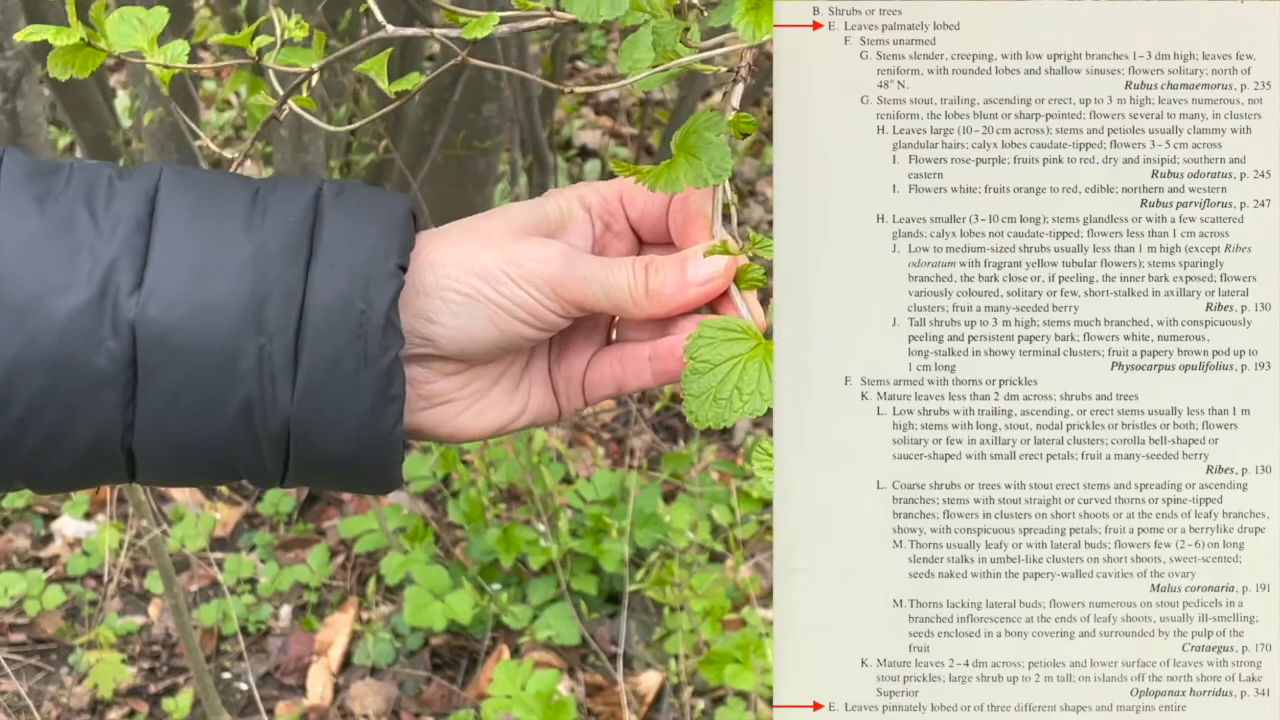 B. Shrubs or trees
E. Leaves palmately lobed
F. Stems unarmed
G. Stems slender, creeping, with low upright branches 1–3 dm high; leaves few,
reniform, with rounded lobes and shallow sinuses; flowers solitary; north of
48° N. Rubus chamaemorus, p. 235
G. Stems stout, trailing, ascending or erect, up to 3 m high; leaves numerous, not
reniform, the lobes blunt or sharp-pointed; flowers several to many, in clusters
H. Leaves large (10–20 cm across); stems and petioles usually clammy with
glandular hairs; calyx lobes caudate-tipped; flowers 3–5 cm across
I. Flowers rose-purple; fruits pink to red, dry and insipid; southern and
eastern Rubus odoratus, p. 245
I. Flowers white; fruits orange to red, edible; northern and western
Rubus parviflorus, p. 247
H. Leaves smaller (3–10 cm long); stems glandless or with a few scattered
glands; calyx lobes not caudate-tipped; flowers less than 1 cm across
J. Low to medium-sized shrubs usually less than 1 m high (except Ribes
odoratum with fragrant yellow tubular flowers); stems sparingly
branched, the bark close or, if peeling, the inner bark exposed; flowers
variously coloured, solitary or few, short-stalked in axillary or lateral
clusters; fruit a many-seeded berry Ribes, p. 130
J. Tall shrubs up to 3 m high; stems much branched, with conspicuously
peeling and persistent papery bark; flowers white, numerous,
long-stalked in showy terminal clusters; fruit a papery brown pod up to
1 cm long Physocarpus opulifolius, p. 193
F. Stems armed with thorns or prickles
K. Mature leaves less than 2 dm across; shrubs and trees
L. Low shrubs with trailing, ascending, or erect stems usually less than 1 m
high; stems with long, stout, nodal prickles or bristles or both; flowers
solitary or few in axillary or lateral clusters; corolla bell-shaped or
saucer-shaped with small erect petals; fruit a many-seeded berry
Ribes, p. 130
L. Coarse shrubs or trees with stout erect stems and spreading or ascending
branches; stems with stout straight or curved thorns or spine-tipped
branches; flowers in clusters on short shoots or at the ends of leafy branches,
showy, with conspicuous spreading petals; fruit a pome or a berrylike drupe
M. Thorns usually leafy or with lateral buds; flowers few (2–6) on long
slender stalks in umbel-like clusters on short shoots, sweet-scented;
seeds naked within the papery-walled cavities of the ovary
Malus coronaria, p. 191
M. Thorns lacking lateral buds; flowers numerous on stout pedicels in a
branched inflorescence at the ends of leafy shoots, usually ill-smelling;
seeds enclosed in a bony covering and surrounded by the pulp of the
fruit Crataegus, p. 170
K. Mature leaves 2–4 dm across; petioles and lower surface of leaves with strong
stout prickles; large shrub up to 2 m tall; on islands off the north shore of Lake
Superior Oplopanax horridus, p. 341
E. Leaves pinnately lobed or of three different shapes and margins entire